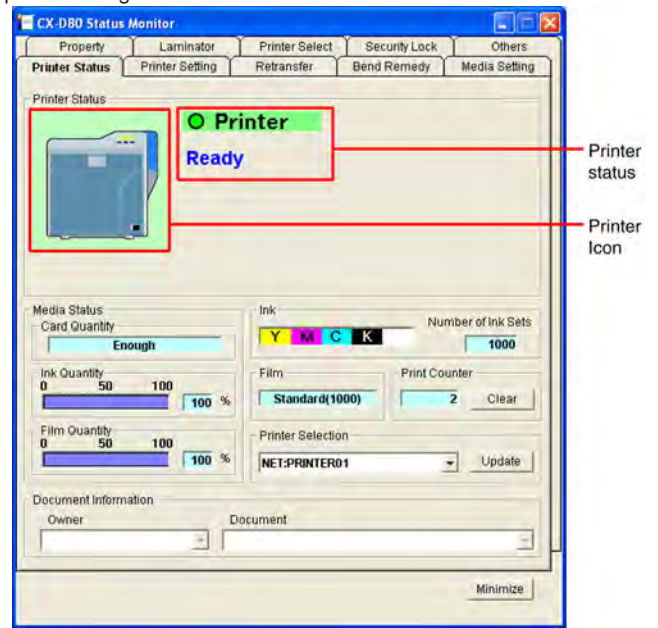 CX-D80 Status Monitor
Property Laminator Printer Select Security Lock Others
Printer Status Printer Setting Retransfer Bend Remedy Media Setting
Printer Status
Printer
Ready
Printer
status
Printer
Icon
Media Status
Card Quantity
Enough
Ink
Y M C K
Number of Ink Sets
1000
Ink Quantity
0 50 100
100 %
Film
Standard(1000)
Print Counter
2 Clear
Film Quantity
0 50 100
100 %
Printer Selection
NET:PRINTER01 Update
Document Information
Owner Document
Minimize